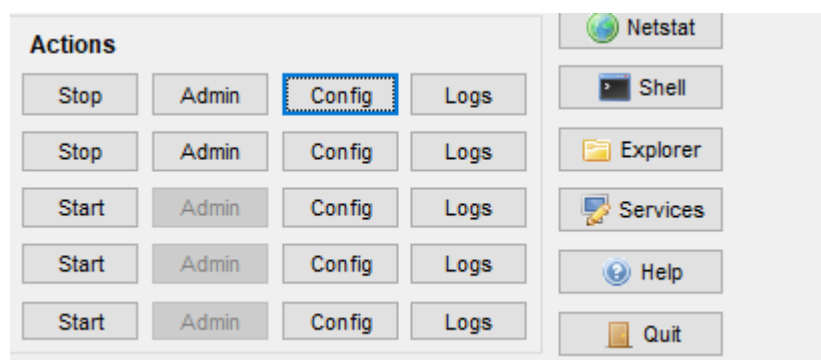 Actions
Stop Admin Config Logs
Stop Admin Config Logs
Start Admin Config Logs
Start Admin Config Logs
Start Admin Config Logs
Netstat
Shell
Explorer
Services
Help
Quit